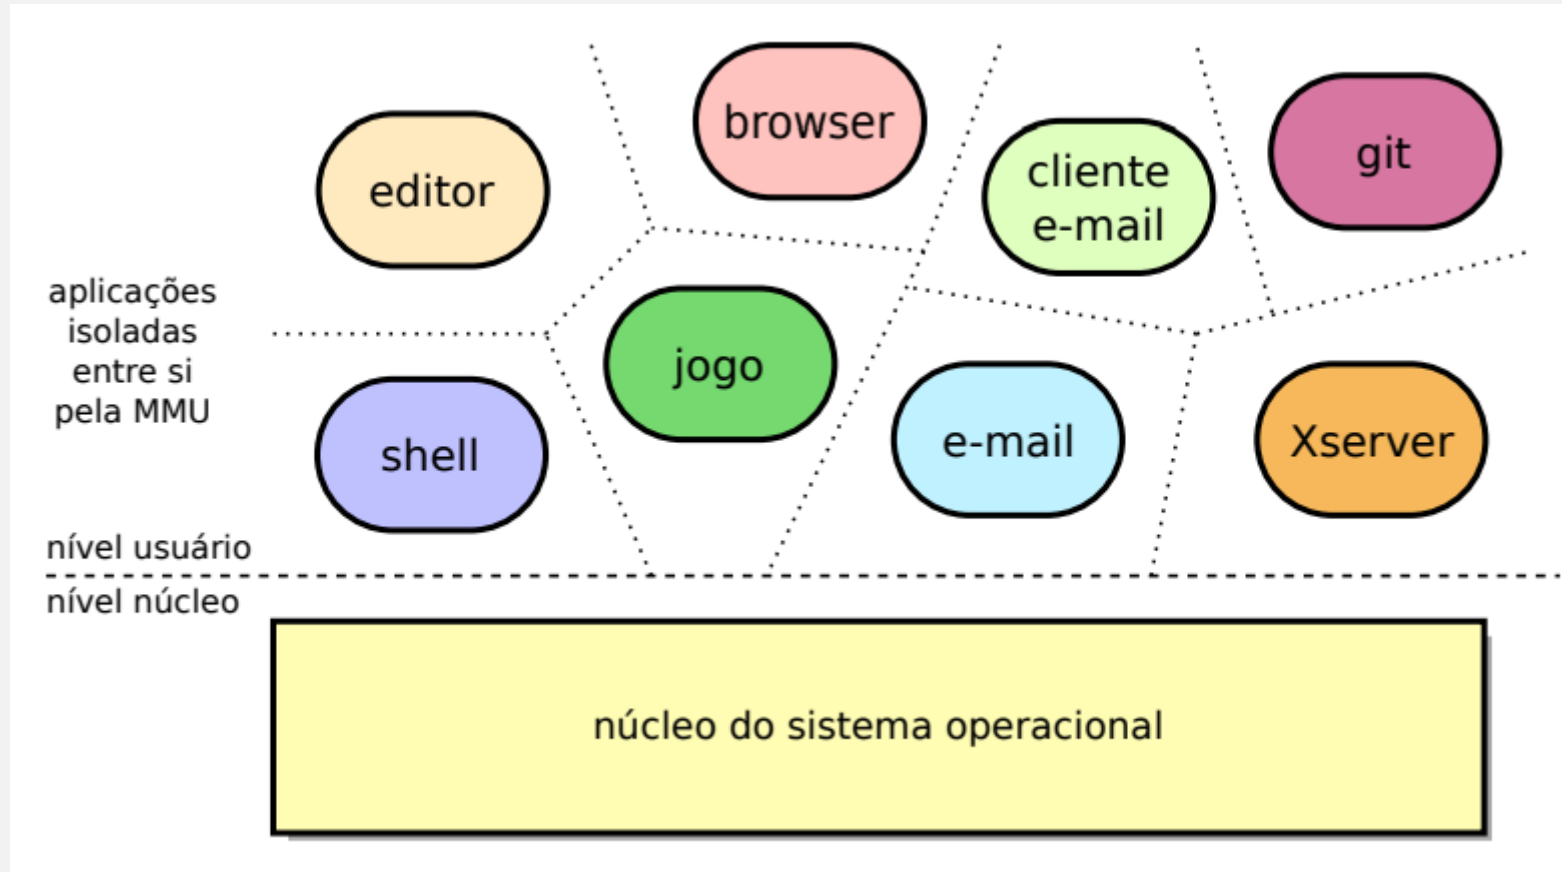 browser
git
cliente
e-mail
editor
aplicações
isoladas
entre si
pela MMU
jogo
shell
e-mail
Xserver
nível usuário
nível núcleo
núcleo do sistema operacional